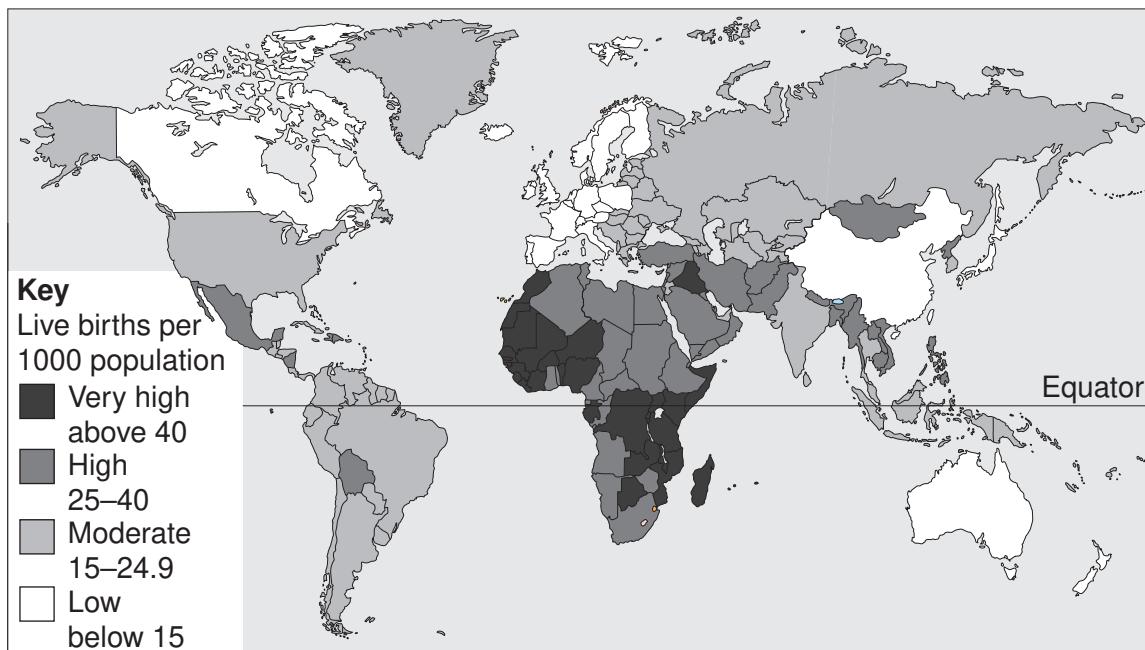 Equator
Key
Live births per
1000 population
Very high
above 40
High
25–40
Moderate
15–24.9
Low
below 15